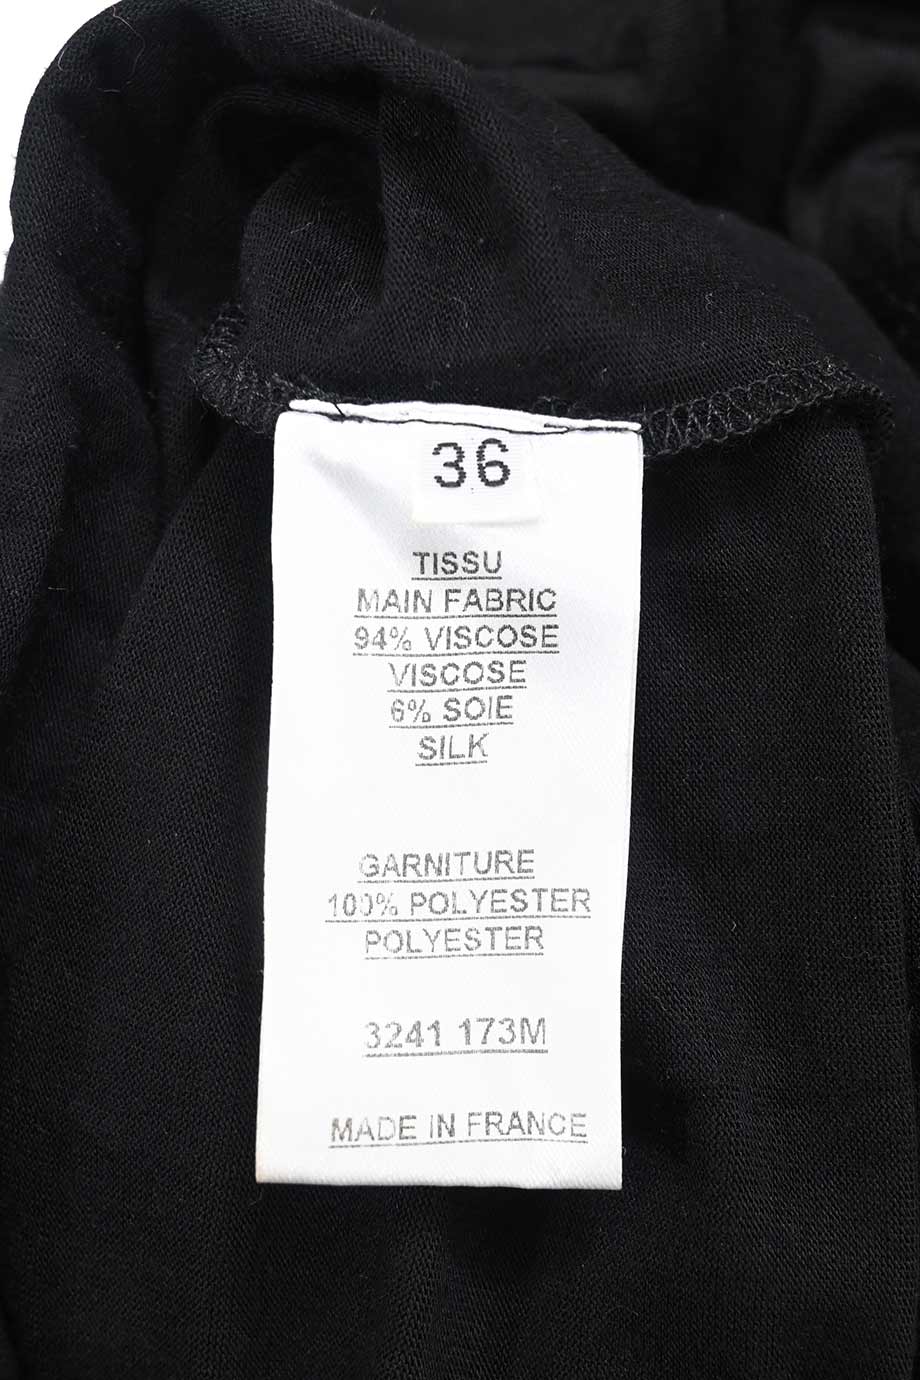 36
TISSU
MAIN FABRIC
94% VISCOSE
VISCOSE
6% SOIE
SILK
GARNITURE
100% POLYESTER
POLYESTER
3241 173M
MADE IN FRANCE